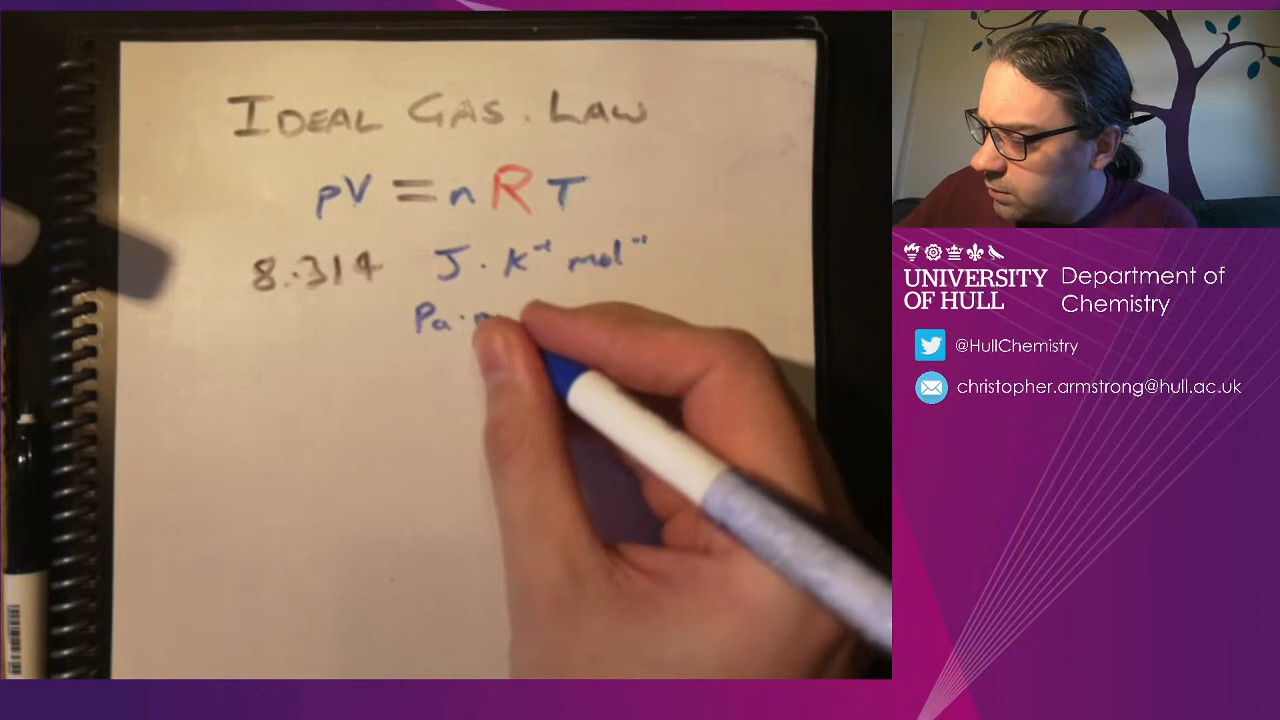 IDEAL GAS. LAW
pV = nRT
8.314 J. K⁻¹ mol⁻¹
Pa.
UNIVERSITY OF HULL
Department of Chemistry
@HullChemistry
christopher.armstrong@hull.ac.uk